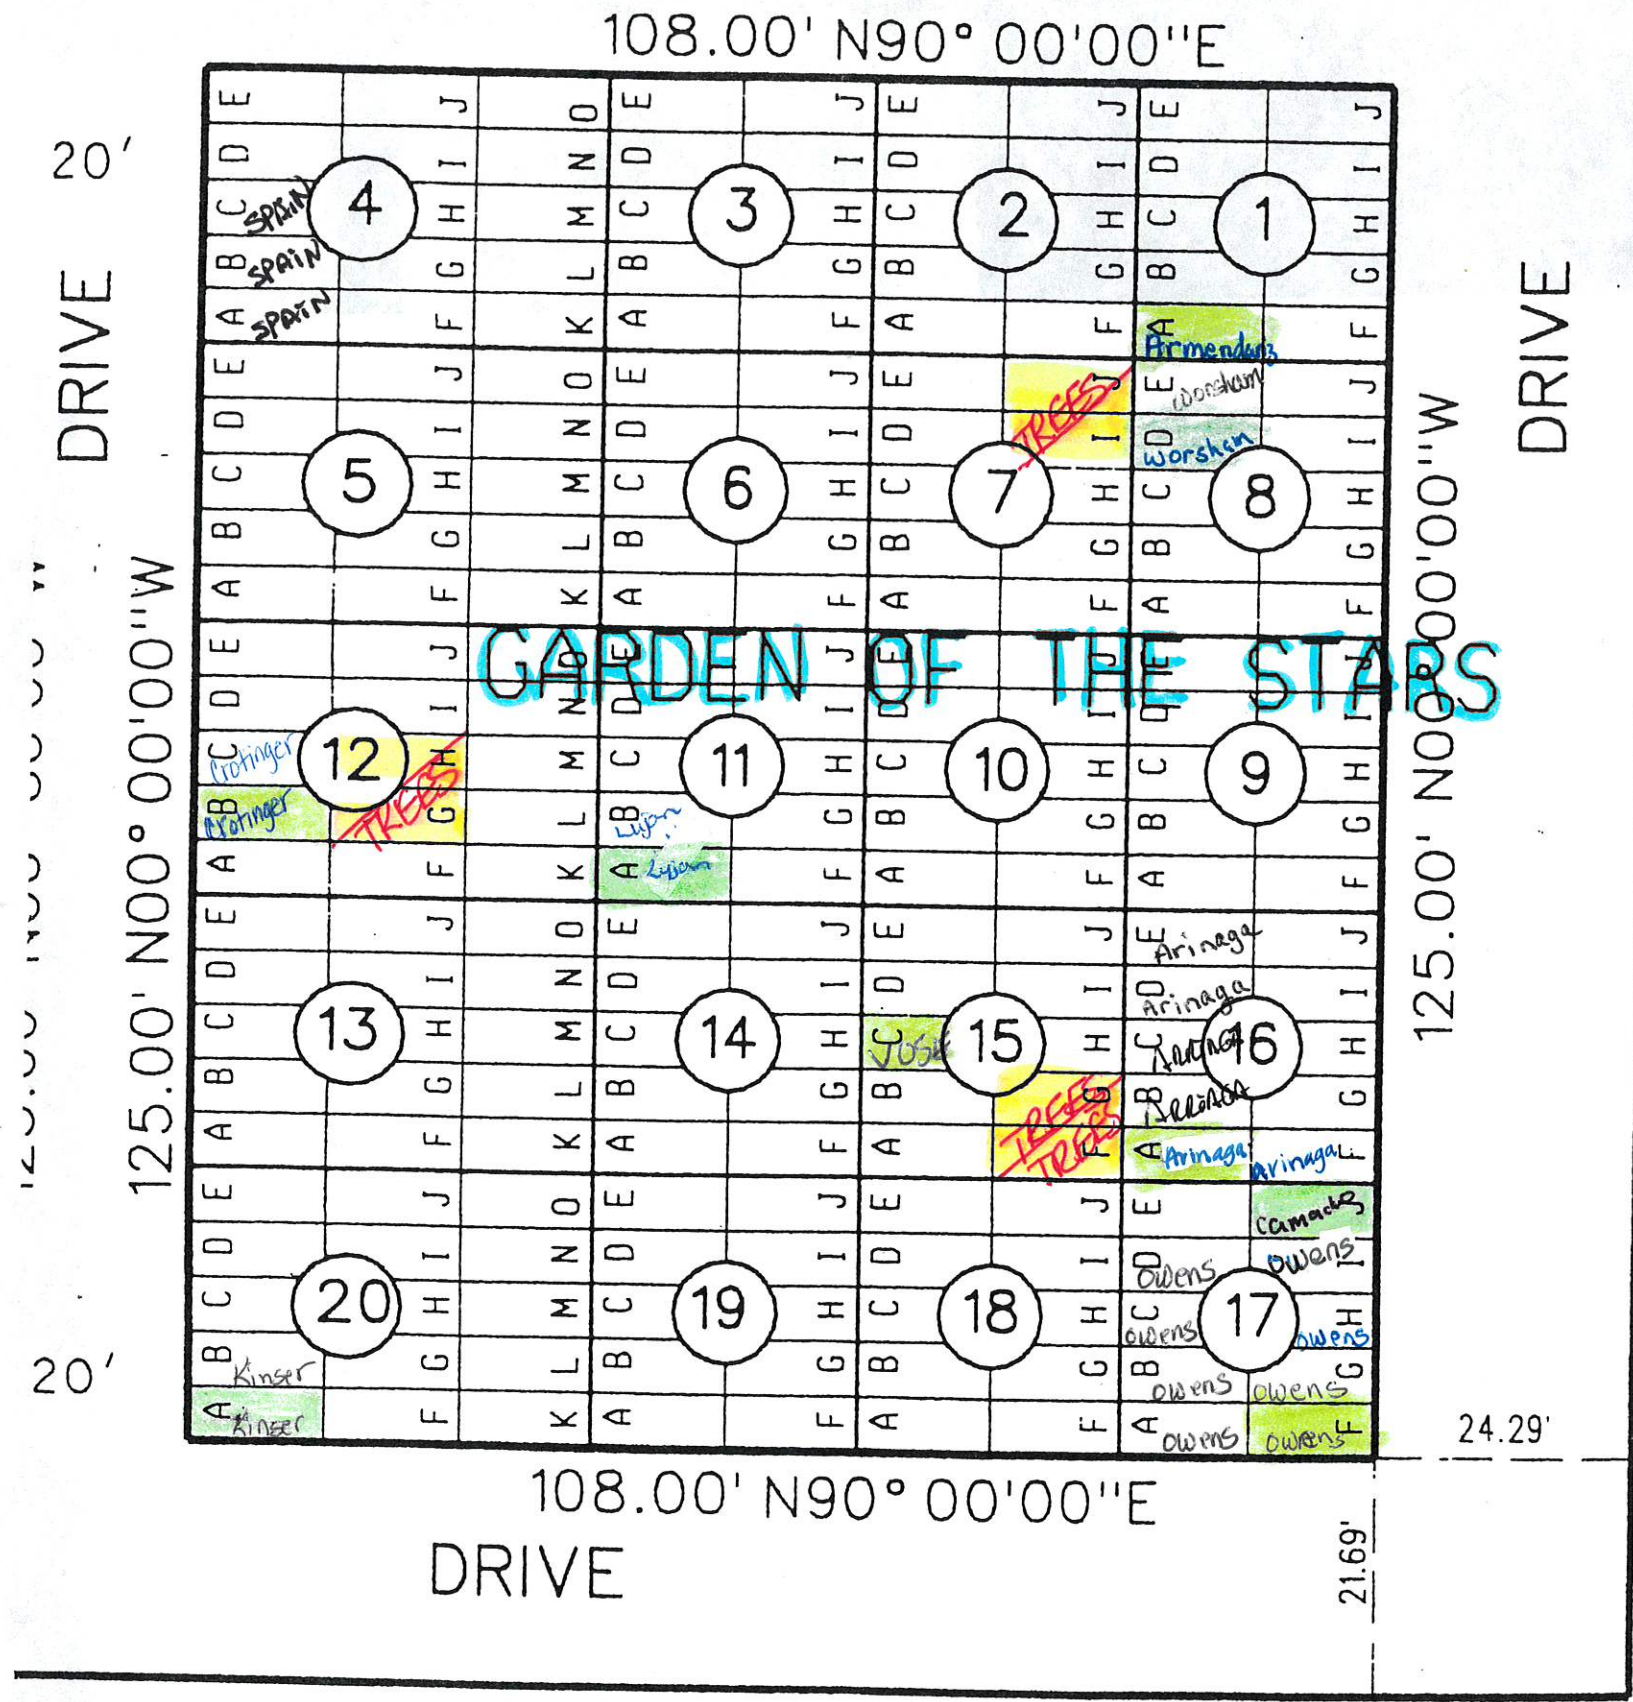 108.00' N90° 00'00"E
E J O E J E J E J
20'
D I N D I D I D I
SPAIN 4 3 2 1
C H M C H C H C H
B SPAIN G L B G B G B G
A SPAIN F K A F A F A F
Armendariz
DRIVE
DRIVE
E J O E J E J E Worsham J
TREES
D I N D I D I D Worsham I
5 6 7 8
C H M C H C H C H
B G L B G B G B G
A F K A F A F A F
125.00' N00° 00'00"W
125.00' N00° 00'00"W
GARDEN OF THE STARS
E J O E J E J E J
D I N D I D I D I
Crotinger 12 11 10 9
C H M C H C H C H
TREES
B Crotinger G L B Lujan G B G B G
A F K A Lujan F A F A F
E J O E J E J E Arinaga J
D I N D I D I D Arinaga I
13 14 15 16
C H M C H C H C H
ARRIAGA
B G L B G B G B ARRIAGA G
TREES
TREES
A F K A F A F A Arinaga Arinaga F
E J O E J E J E J
D I N D I D I D Owens Owens I
20 19 18 17
C H M C H C H C Owens Owens H
20'
B Kinser G L B G B G B Owens Owens G
A Kinser F K A F A F A Owens Owens F
24.29'
108.00' N90° 00'00"E
DRIVE
21.69'